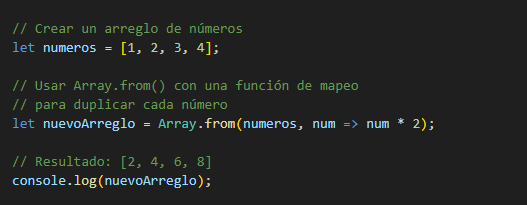 // Crear un arreglo de números
let numeros = [1, 2, 3, 4];
// Usar Array.from() con una función de mapeo
// para duplicar cada número
let nuevoArreglo = Array.from(numeros, num => num * 2);
// Resultado: [2, 4, 6, 8]
console.log(nuevoArreglo);